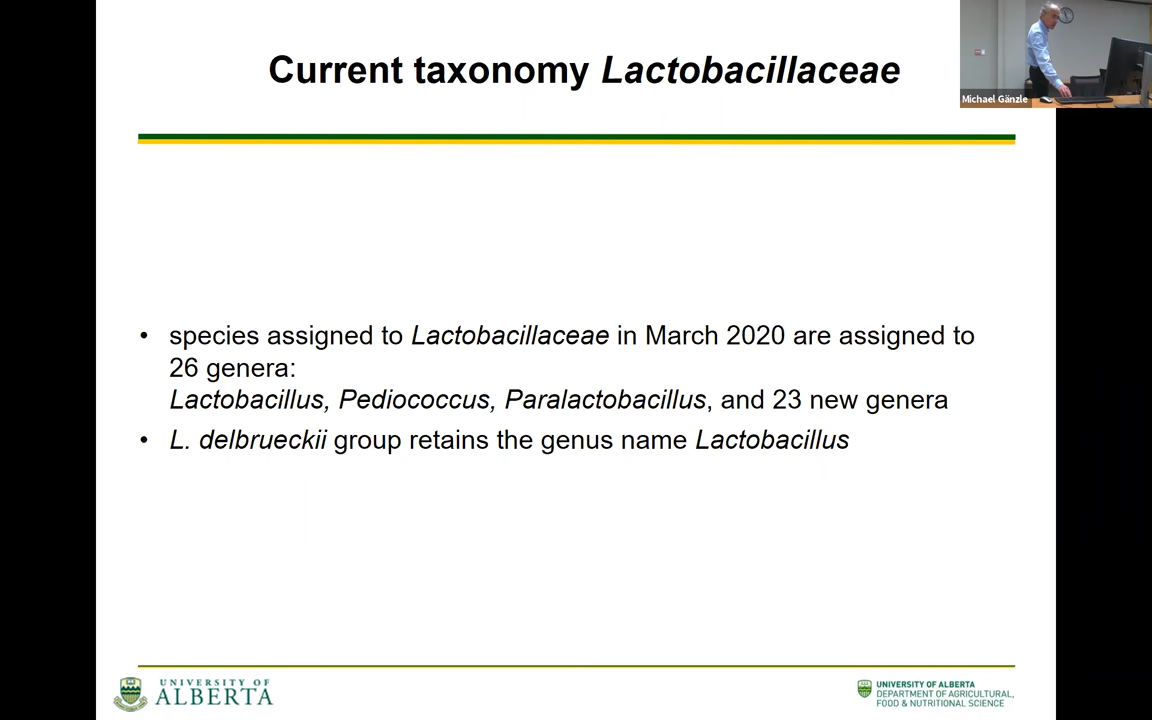 Current taxonomy Lactobacillaceae
Michael Gänzle
• species assigned to Lactobacillaceae in March 2020 are assigned to
26 genera:
Lactobacillus, Pediococcus, Paralactobacillus, and 23 new genera
• L. delbrueckii group retains the genus name Lactobacillus
UNIVERSITY OF
ALBERTA
UNIVERSITY OF ALBERTA
DEPARTMENT OF AGRICULTURAL,
FOOD & NUTRITIONAL SCIENCE